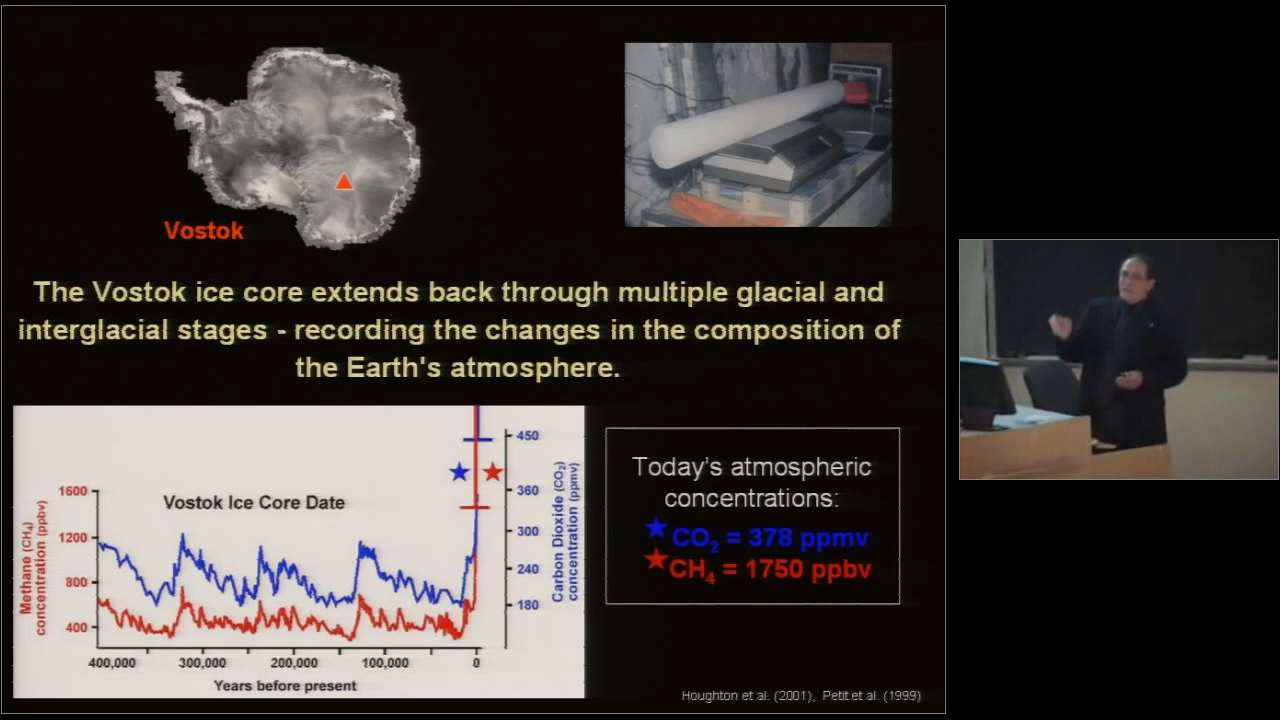 Vostok
The Vostok ice core extends back through multiple glacial and
interglacial stages - recording the changes in the composition of
the Earth's atmosphere.
Vostok Ice Core Date
Methane (CH4)
concentration (ppbv)
1600
1200
800
400
450
360
300
240
180
Carbon Dioxide (CO2)
concentration (ppmv)
400,000 300,000 200,000 100,000 0
Years before present
Today's atmospheric
concentrations:
CO2 = 378 ppmv
CH4 = 1750 ppbv
Houghton et al. (2001), Petit et al. (1999)